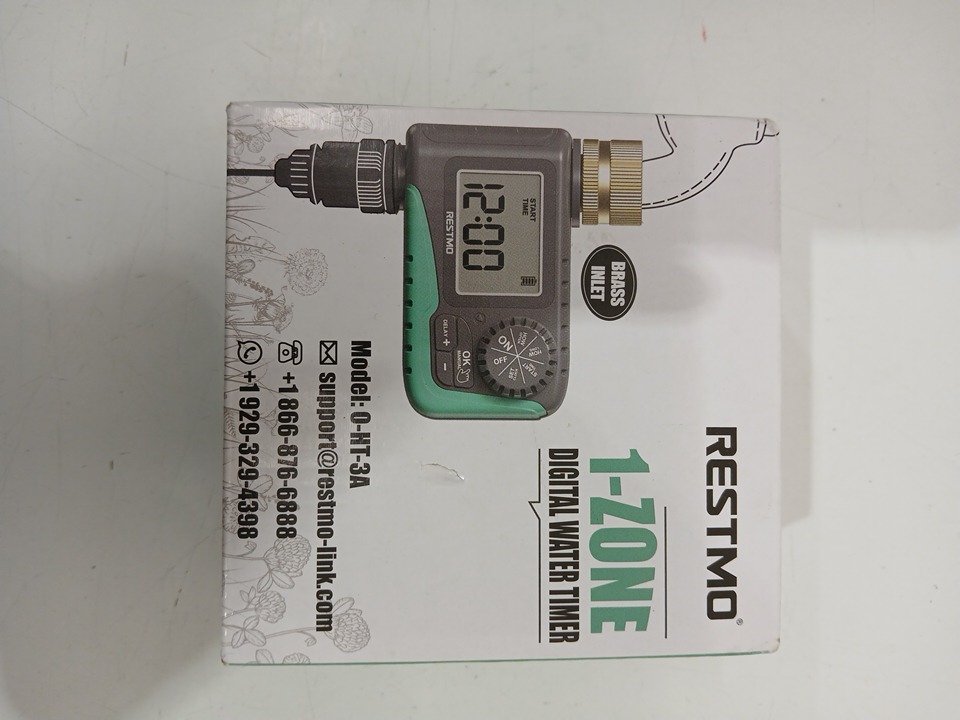 RESTMO®
1-ZONE
DIGITAL WATER TIMER
BRASS
INLET
START
TIME
12:00
RESTMO
ON
OFF
DELAY
+
-
OK
Model: O-HT-3A
support@restmo-link.com
+1 866-876-6888
+1 929-329-4398